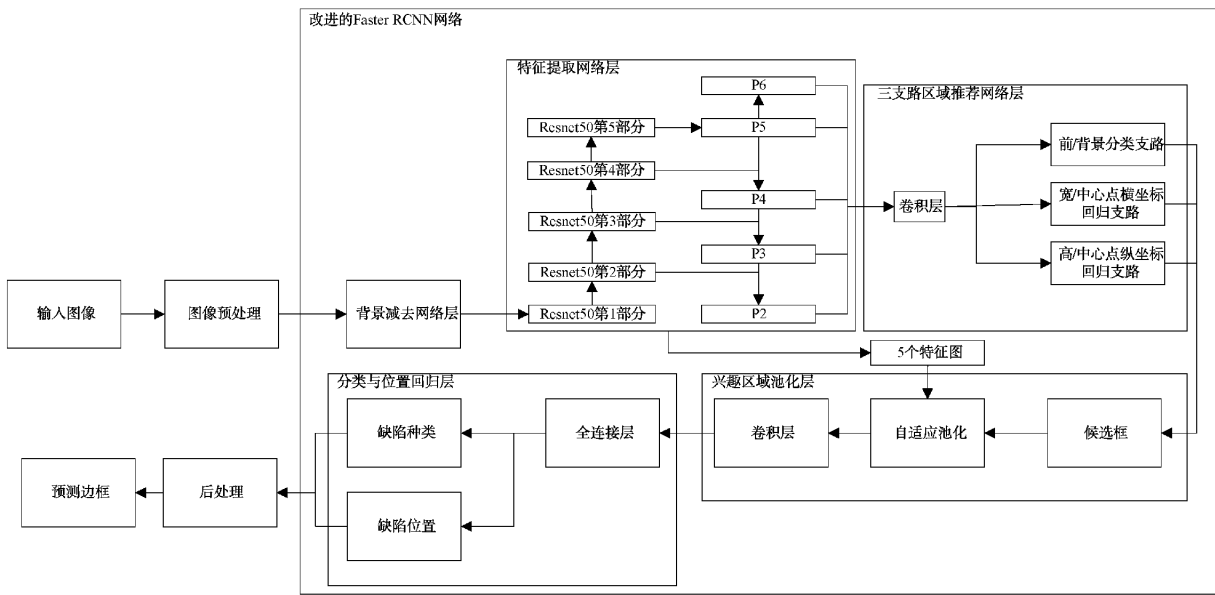 改进的Faster RCNN网络
特征提取网络层
P6
三支路区域推荐网络层
Resnet50第5部分
P5
前/背景分类支路
Resnet50第4部分
P4
卷积层
宽/中心点横坐标
回归支路
Resnet50第3部分
P3
高/中心点纵坐标
回归支路
Resnet50第2部分
输入图像
图像预处理
背景减去网络层
Resnet50第1部分
P2
5个特征图
分类与位置回归层
兴趣区域池化层
缺陷种类
全连接层
卷积层
自适应池化
候选框
预测边框
后处理
缺陷位置